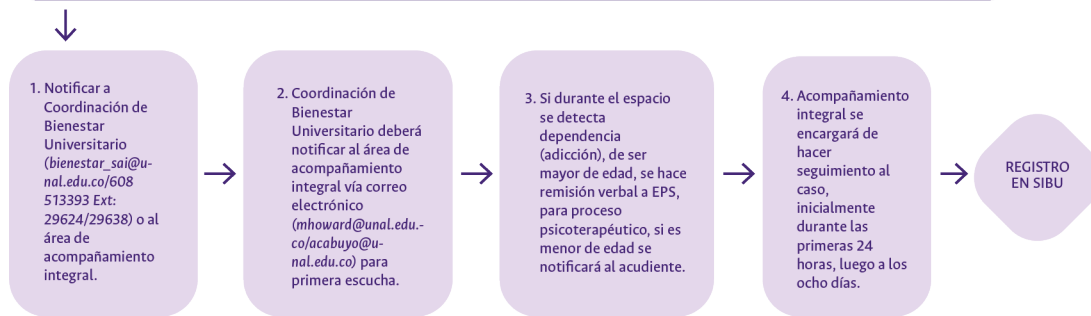 1. Notificar a
Coordinación de
Bienestar
Universitario
(bienestar_sai@u-
nal.edu.co/608
513393 Ext:
29624/29638) o al
área de
acompañamiento
integral.
2. Coordinación de
Bienestar
Universitario deberá
notificar al área de
acompañamiento
integral vía correo
electrónico
(mhoward@unal.edu.-
co/acabuyo@u-
nal.edu.co) para
primera escucha.
3. Si durante el espacio
se detecta
dependencia
(adicción), de ser
mayor de edad, se hace
remisión verbal a EPS,
para proceso
psicoterapéutico, si es
menor de edad se
notificará al acudiente.
4. Acompañamiento
integral se
encargará de
hacer
seguimiento al
caso,
inicialmente
durante las
primeras 24
horas, luego a los
ocho días.
REGISTRO
EN SIBU